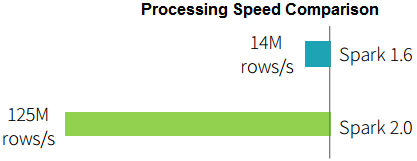 Processing Speed Comparison
14M
rows/s
Spark 1.6
125M
rows/s
Spark 2.0